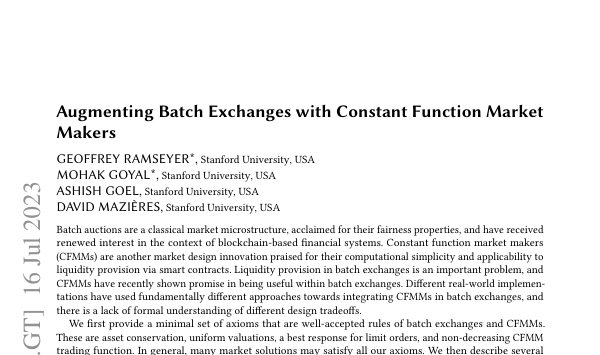 Augmenting Batch Exchanges with Constant Function Market
Makers
GEOFFREY RAMSEYER*, Stanford University, USA
MOHAK GOYAL*, Stanford University, USA
ASHISH GOEL, Stanford University, USA
DAVID MAZIÈRES, Stanford University, USA
Batch auctions are a classical market microstructure, acclaimed for their fairness properties, and have received
renewed interest in the context of blockchain-based financial systems. Constant function market makers
(CFMMs) are another market design innovation praised for their computational simplicity and applicability to
liquidity provision via smart contracts. Liquidity provision in batch exchanges is an important problem, and
CFMMs have recently shown promise in being useful within batch exchanges. Different real-world implemen-
tations have used fundamentally different approaches towards integrating CFMMs in batch exchanges, and
there is a lack of formal understanding of different design tradeoffs.
We first provide a minimal set of axioms that are well-accepted rules of batch exchanges and CFMMs.
These are asset conservation, uniform valuations, a best response for limit orders, and non-decreasing CFMM
trading function. In general, many market solutions may satisfy all our axioms. We then describe several
.GT] 16 Jul 2023